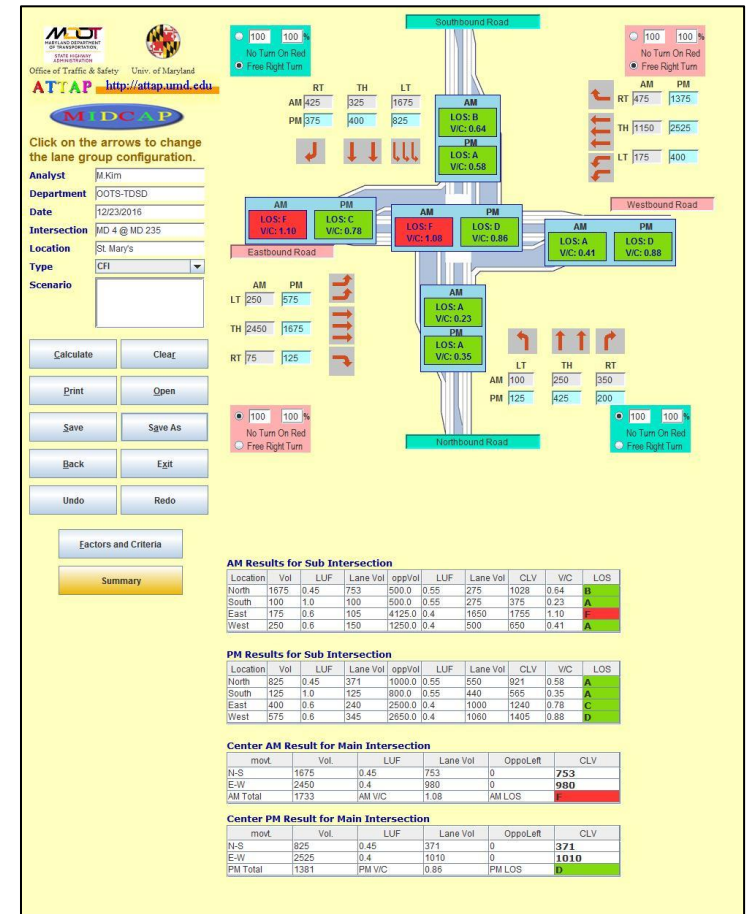 MDOT
MARYLAND DEPARTMENT
OF TRANSPORTATION
STATE HIGHWAY
ADMINISTRATION
Office of Traffic & Safety Univ. of Maryland
ATTAP http://attap.umd.edu
MIDCAP
Click on the arrows to change
the lane group configuration.
Analyst M.Kim
Department OOTS-TDSD
Date 12/23/2016
Intersection MD 4 @ MD 235
Location St. Mary's
Type CFI
Scenario
Calculate Clear
Print Open
Save Save As
Back Exit
Undo Redo
Factors and Criteria
Summary
100 100 %
No Turn On Red
Free Right Turn
Southbound Road
100 100 %
No Turn On Red
Free Right Turn
RT TH LT
AM 425 325 1675
PM 375 400 825
AM
LOS: B
V/C: 0.64
PM
LOS: A
V/C: 0.58
AM PM
RT 475 1375
TH 1150 2525
LT 175 400
Westbound Road
AM PM
LOS: F LOS: C
V/C: 1.10 V/C: 0.78
AM PM
LOS: F LOS: D
V/C: 1.08 V/C: 0.86
AM PM
LOS: A LOS: D
V/C: 0.41 V/C: 0.88
Eastbound Road
AM PM
LT 250 575
TH 2450 1675
RT 75 125
AM
LOS: A
V/C: 0.23
PM
LOS: A
V/C: 0.35
LT TH RT
AM 100 250 350
PM 125 425 200
100 100 %
No Turn On Red
Free Right Turn
Northbound Road
100 100 %
No Turn On Red
Free Right Turn
AM Results for Sub Intersection
Location Vol LUF Lane Vol oppVol LUF Lane Vol CLV V/C LOS
North 1675 0.45 753 500.0 0.55 275 1028 0.64 B
South 100 1.0 100 500.0 0.55 275 375 0.23 A
East 175 0.6 105 4125.0 0.4 1650 1755 1.10 F
West 250 0.6 150 1250.0 0.4 500 650 0.41 A
PM Results for Sub Intersection
Location Vol LUF Lane Vol oppVol LUF Lane Vol CLV V/C LOS
North 825 0.45 371 1000.0 0.55 550 921 0.58 A
South 125 1.0 125 800.0 0.55 440 565 0.35 A
East 400 0.6 240 2500.0 0.4 1000 1240 0.78 C
West 575 0.6 345 2650.0 0.4 1060 1405 0.88 D
Center AM Result for Main Intersection
movt. Vol. LUF Lane Vol OppoLeft CLV
N-S 1675 0.45 753 0 753
E-W 2450 0.4 980 0 980
AM Total 1733 AM V/C 1.08 AM LOS F
Center PM Result for Main Intersection
movt. Vol. LUF Lane Vol OppoLeft CLV
N-S 825 0.45 371 0 371
E-W 2525 0.4 1010 0 1010
PM Total 1381 PM V/C 0.86 PM LOS D